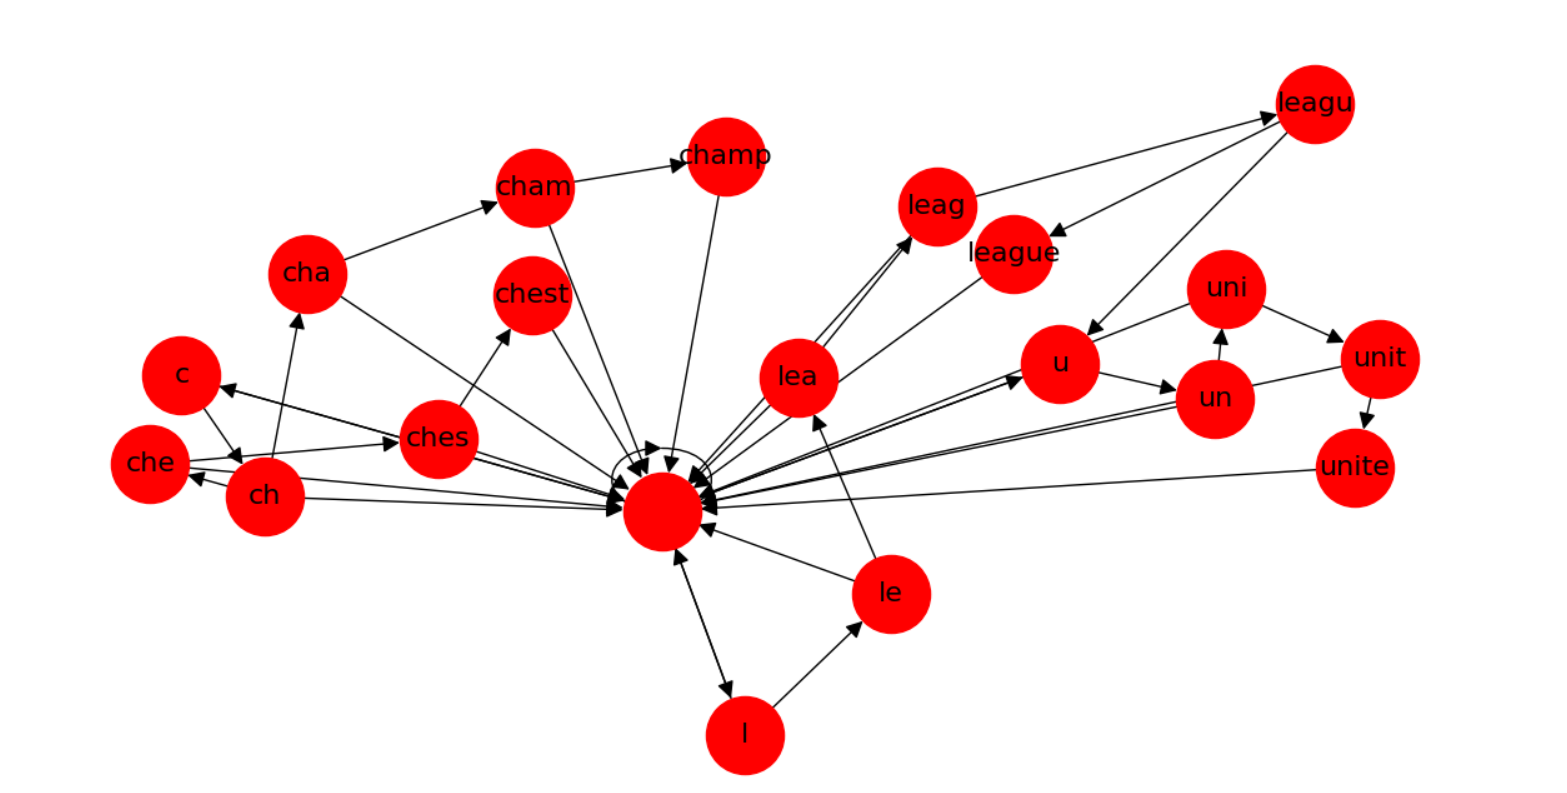 leagu
champ
cham
leag
league
cha
uni
chest
unit
u
lea
c
un
ches
che
unite
ch
le
l